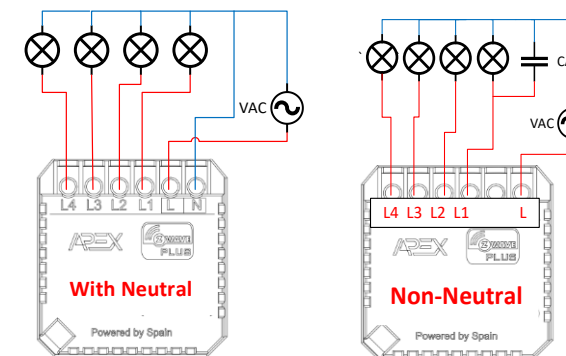 VAC
L4 L3 L2 L1 L N
APEX
Z WAVE
PLUS
With Neutral
Powered by Spain
VAC
L4 L3 L2 L1 L
APEX
Z WAVE
PLUS
Non-Neutral
Powered by Spain